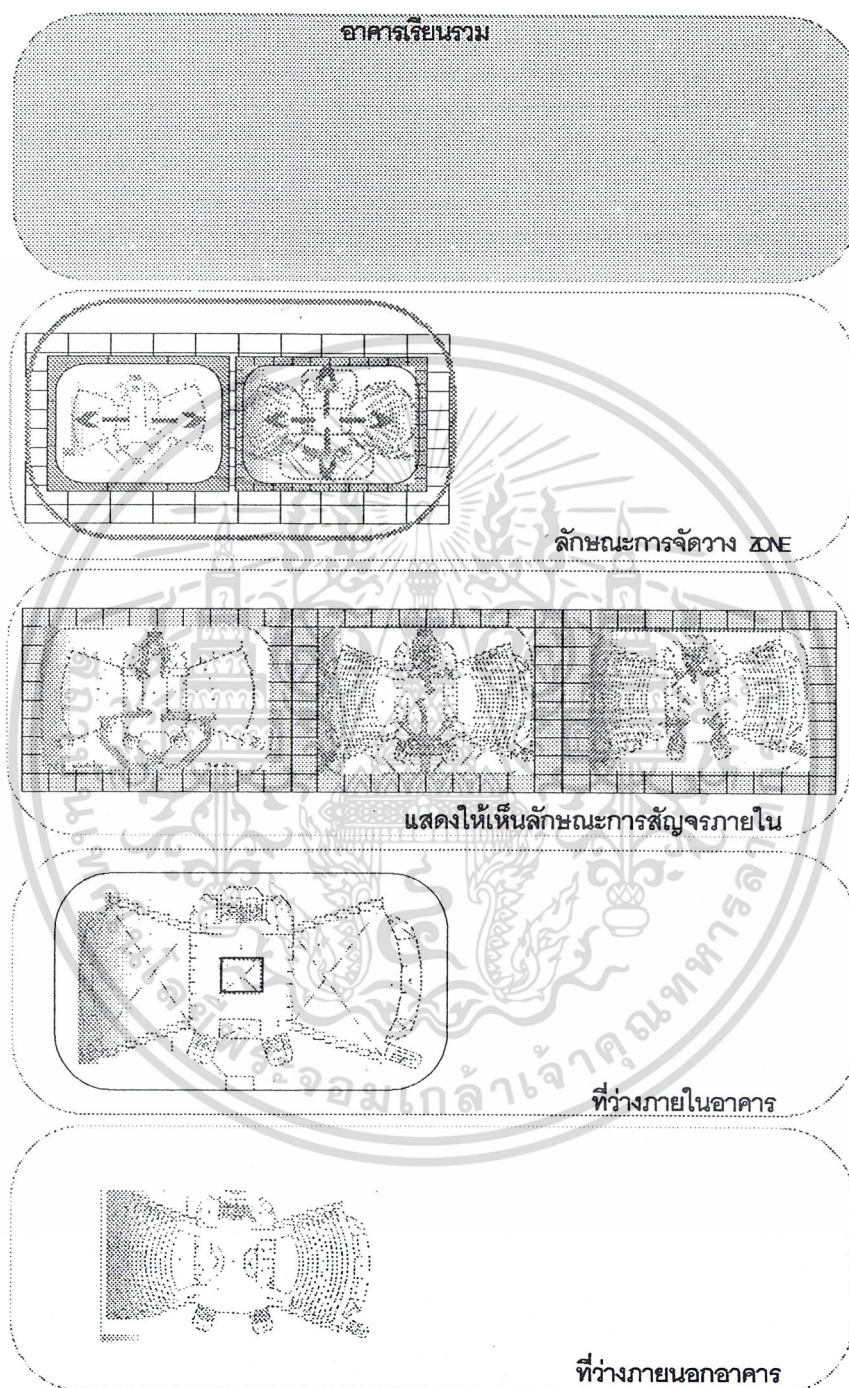 อาคารเรียนรวม
ลักษณะการจัดวาง ZONE
แสดงให้เห็นลักษณะการสัญจรภายใน
ที่ว่างภายในอาคาร
ที่ว่างภายนอกอาคาร